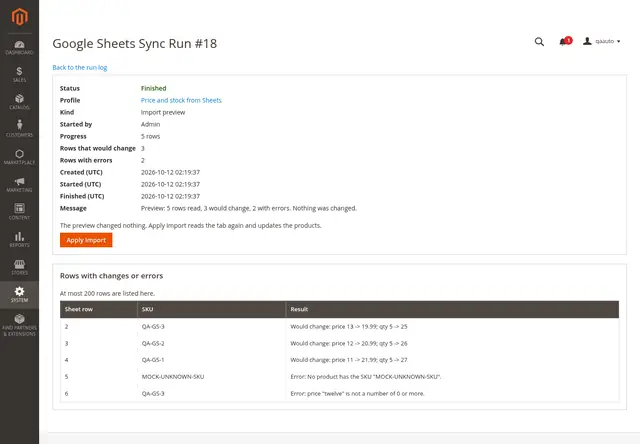 Google Sheets Sync Run #18
1
qaauto
DASHBOARD
SALES
CATALOG
CUSTOMERS
MARKETPLACE
MARKETING
CONTENT
REPORTS
STORES
SYSTEM
FIND PARTNERS
& EXTENSIONS
Back to the run log
Status Finished
Profile Price and stock from Sheets
Kind Import preview
Started by Admin
Progress 5 rows
Rows that would change 3
Rows with errors 2
Created (UTC) 2026-10-12 02:19:37
Started (UTC) 2026-10-12 02:19:37
Finished (UTC) 2026-10-12 02:19:37
Message Preview: 5 rows read, 3 would change, 2 with errors. Nothing was changed.
The preview changed nothing. Apply Import reads the tab again and updates the products.
Apply Import
Rows with changes or errors
At most 200 rows are listed here.
Sheet row SKU Result
2 QA-GS-3 Would change: price 13 -> 19.99; qty 5 -> 25
3 QA-GS-2 Would change: price 12 -> 20.99; qty 5 -> 26
4 QA-GS-1 Would change: price 11 -> 21.99; qty 5 -> 27
5 MOCK-UNKNOWN-SKU Error: No product has the SKU "MOCK-UNKNOWN-SKU".
6 QA-GS-3 Error: price "twelve" is not a number of 0 or more.